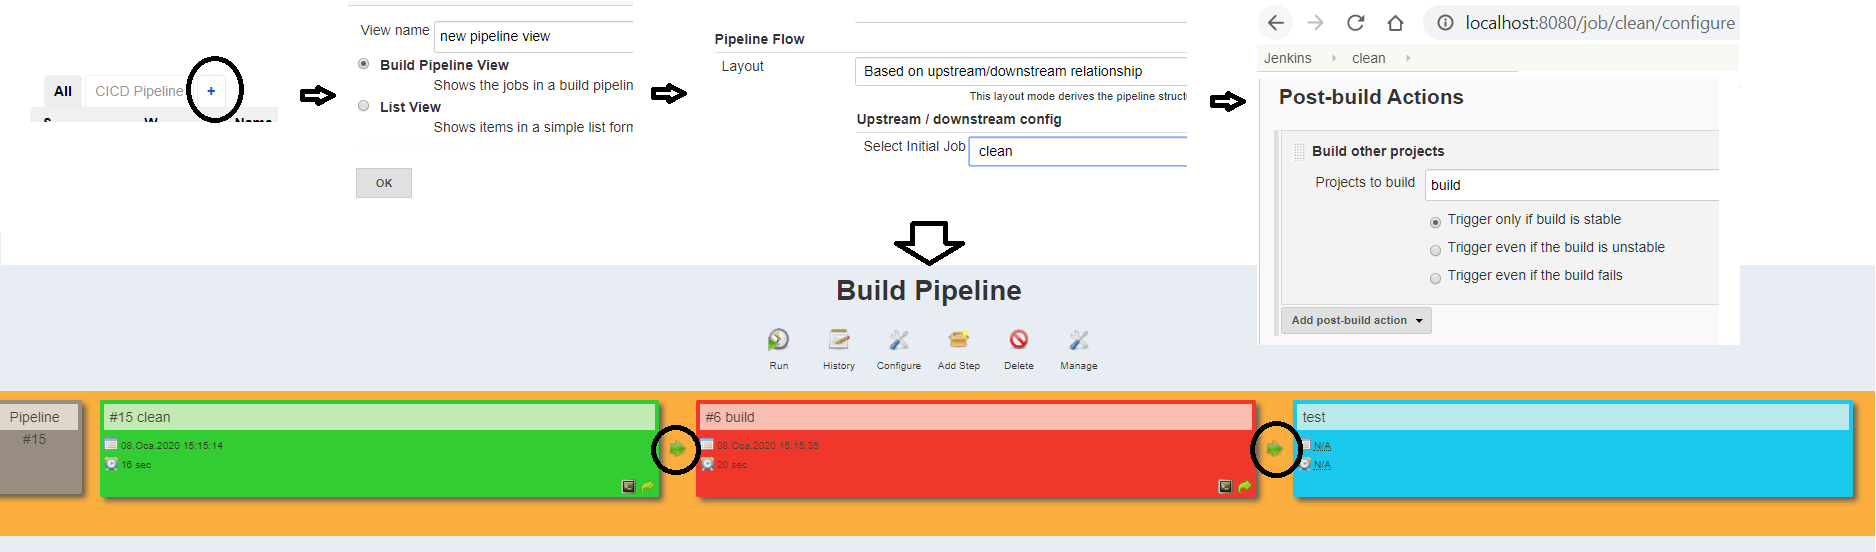 All
CICD Pipeline
+
S
W
Name
View name
new pipeline view
Build Pipeline View
Shows the jobs in a build pipelin
List View
Shows items in a simple list form
OK
Pipeline Flow
Layout
Based on upstream/downstream relationship
This layout mode derives the pipeline structu
Upstream / downstream config
Select Initial Job
clean
localhost:8080/job/clean/configure
Jenkins
clean
Post-build Actions
Build other projects
Projects to build
build
Trigger only if build is stable
Trigger even if the build is unstable
Trigger even if the build fails
Add post-build action
Build Pipeline
Run
History
Configure
Add Step
Delete
Manage
Pipeline
#15
#15 clean
08.Oca.2020 15:15:14
16 sec
#6 build
08.Oca.2020 15:15:35
20 sec
test
N/A
N/A